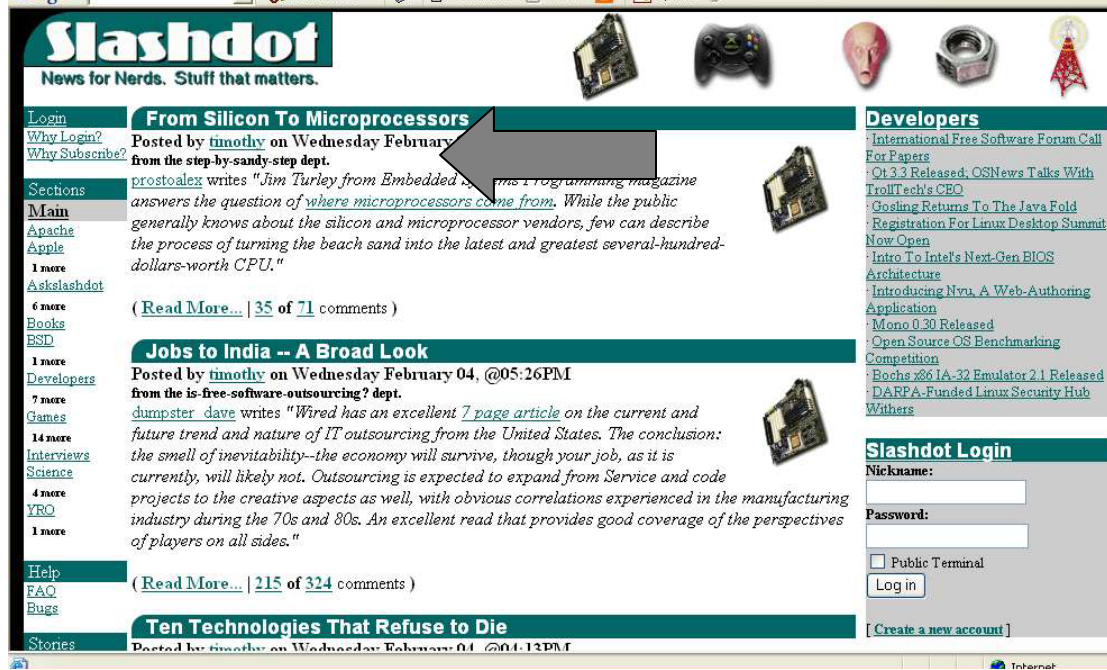 Slashdot
News for Nerds. Stuff that matters.
Login
Why Login?
Why Subscribe?
Sections
Main
Apache
Apple
1 more
Askslashdot
6 more
Books
BSD
1 more
Developers
7 more
Games
14 more
Interviews
Science
4 more
YRO
1 more
Help
FAQ
Bugs
Stories
From Silicon To Microprocessors
Posted by timothy on Wednesday February
from the step-by-sandy-step dept.
prostoalex writes "Jim Turley from Embedded Systems Programming magazine
answers the question of where microprocessors come from. While the public
generally knows about the silicon and microprocessor vendors, few can describe
the process of turning the beach sand into the latest and greatest several-hundred-
dollars-worth CPU."
( Read More... | 35 of 71 comments )
Jobs to India -- A Broad Look
Posted by timothy on Wednesday February 04, @05:26PM
from the is-free-software-outsourcing? dept.
dumpster_dave writes "Wired has an excellent 7 page article on the current and
future trend and nature of IT outsourcing from the United States. The conclusion:
the smell of inevitability--the economy will survive, though your job, as it is
currently, will likely not. Outsourcing is expected to expand from Service and code
projects to the creative aspects as well, with obvious correlations experienced in the manufacturing
industry during the 70s and 80s. An excellent read that provides good coverage of the perspectives
of players on all sides."
( Read More... | 215 of 324 comments )
Ten Technologies That Refuse to Die
Posted by timothy on Wednesday February 04, @04:13PM
Developers
· International Free Software Forum Call
For Papers
· Qt 3.3 Released; OSNews Talks With
TrollTech's CEO
· Gosling Returns To The Java Fold
· Registration For Linux Desktop Summit
Now Open
· Intro To Intel's Next-Gen BIOS
Architecture
· Introducing Nvu, A Web-Authoring
Application
· Mono 0.30 Released
· Open Source OS Benchmarking
Competition
· Bochs x86 IA-32 Emulator 2.1 Released
· DARPA-Funded Linux Security Hub
Withers
Slashdot Login
Nickname:
Password:
Public Terminal
Log in
[ Create a new account ]
Internet